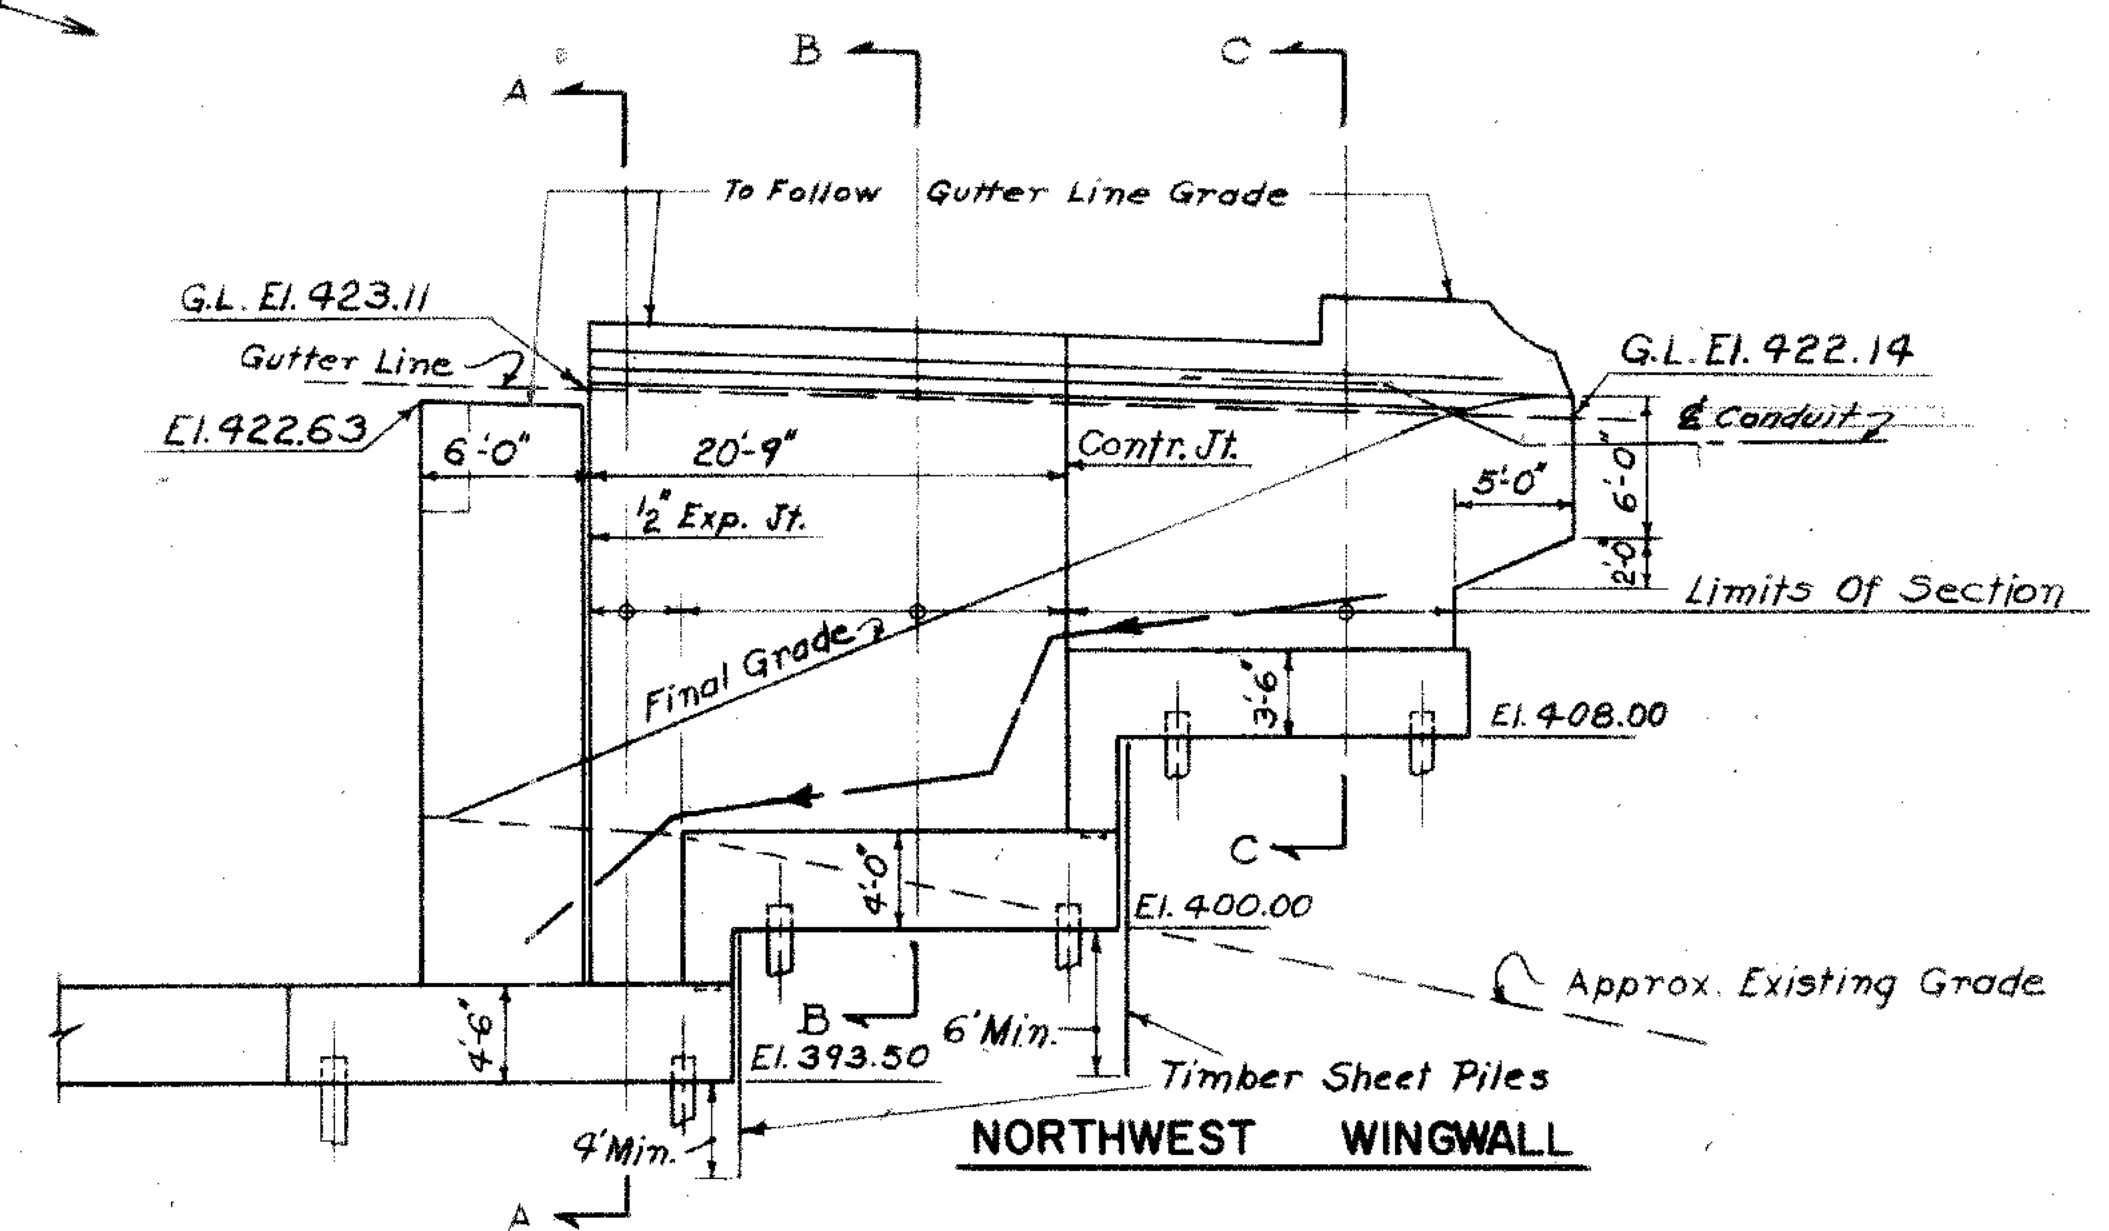 B
C
A
To Follow Gutter Line Grade
G.L. El. 423.11
Gutter Line
G.L. El. 422.14
El. 422.63
℄ Conduit
6'-0"
20'-9"
Contr. Jt.
5'-0"
6'-0"
½" Exp. Jt.
2'-0"
Limits Of Section
Final Grade
3'-6"
El. 408.00
C
4'-0"
El. 400.00
Approx. Existing Grade
4'-6"
B
6' Min.
El. 393.50
Timber Sheet Piles
4' Min.
NORTHWEST WINGWALL
A